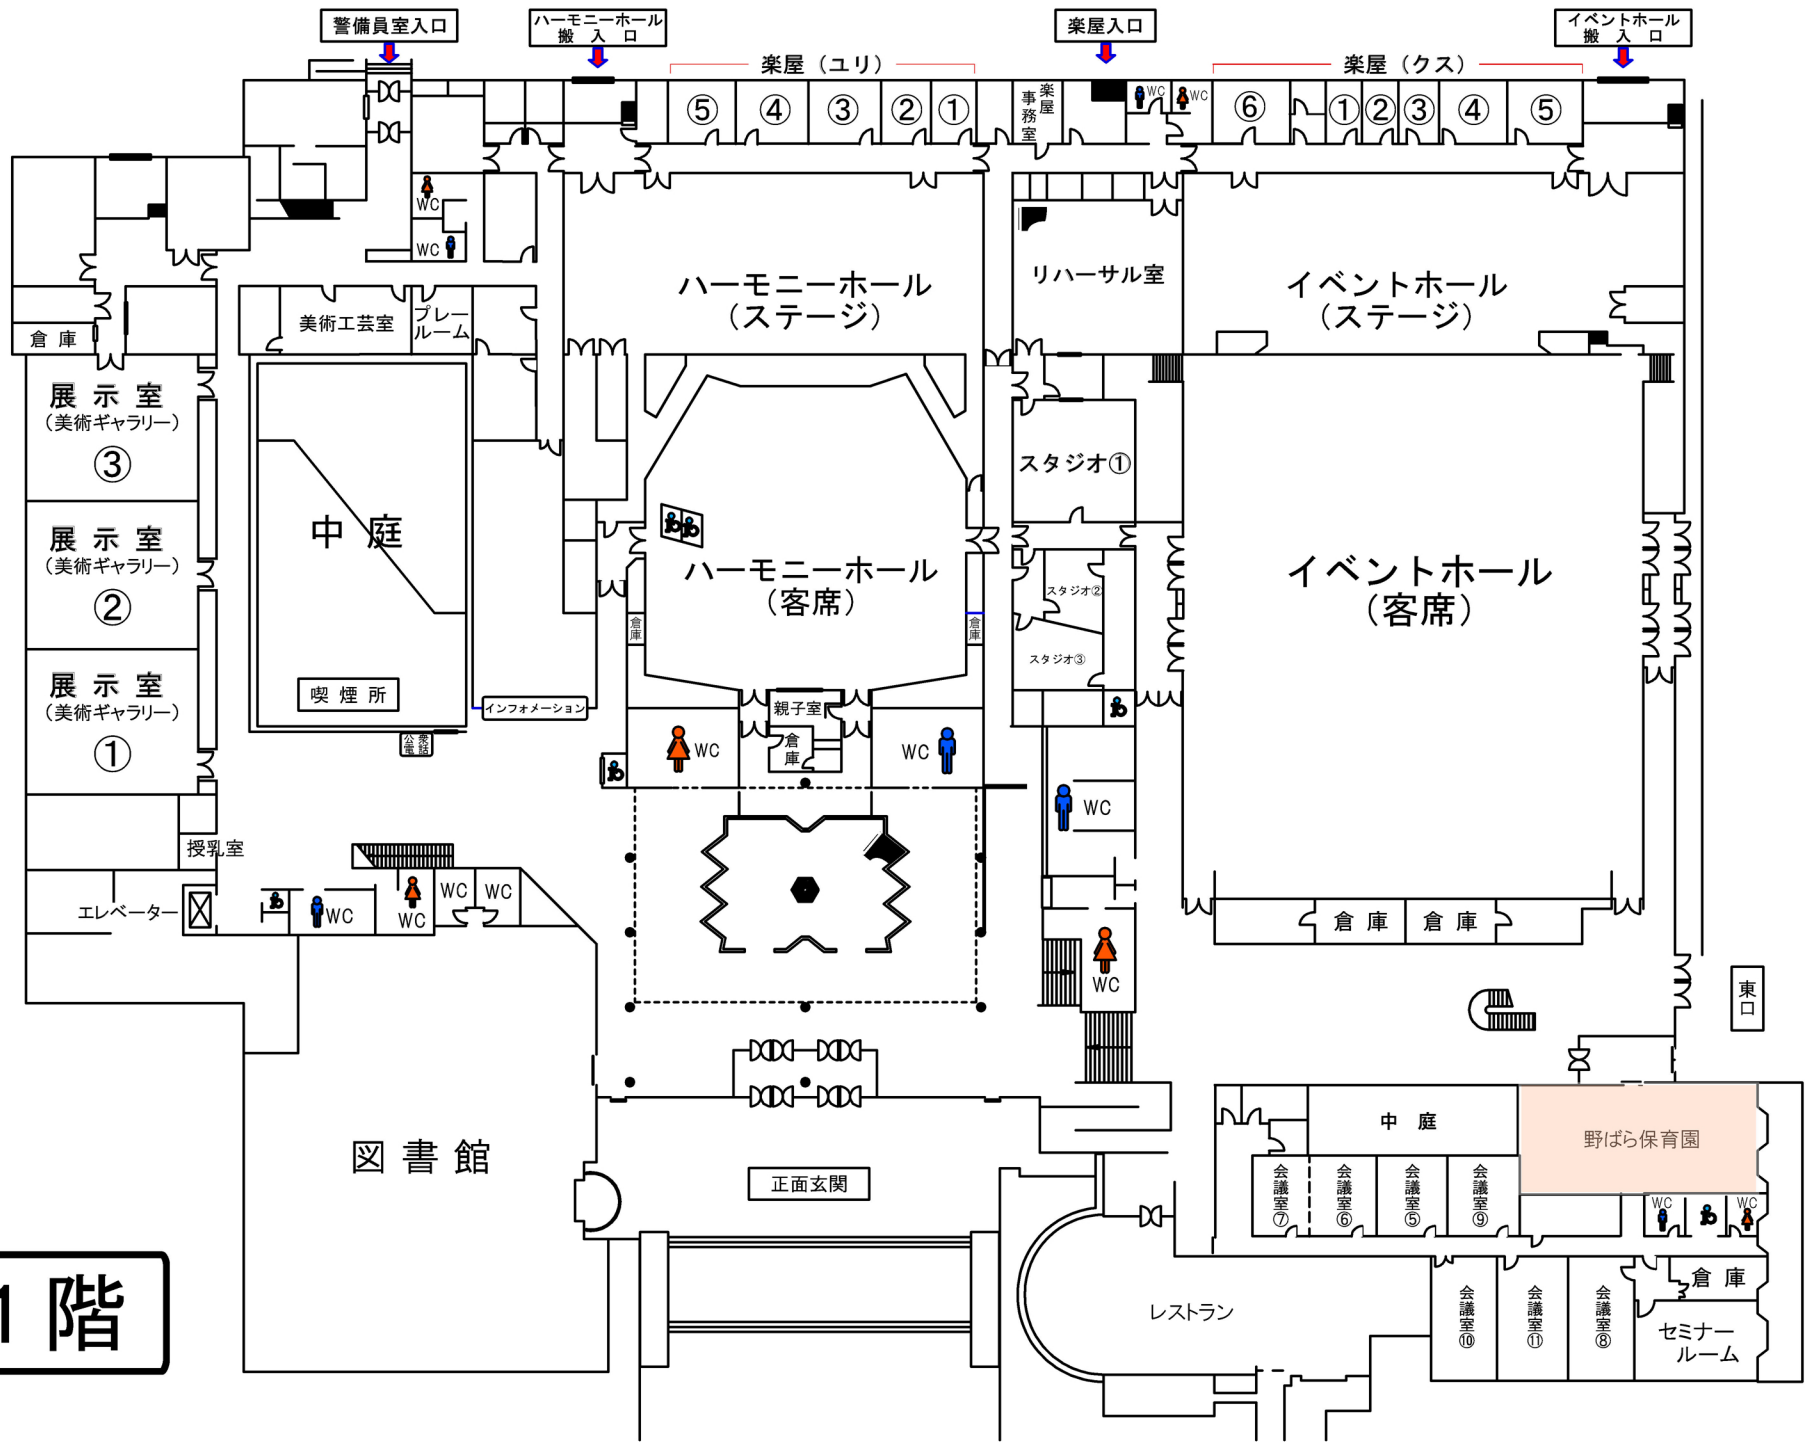 警備員室入口
ハーモニーホール
搬入口
楽屋入口
イベントホール
搬入口
楽屋（ユリ）
楽屋（クス）
⑤
④
③
②
①
楽屋
事務室
WC
WC
⑥
①
②
③
④
⑤
WC
WC
倉庫
美術工芸室
プレー
ルーム
ハーモニーホール
（ステージ）
リハーサル室
イベントホール
（ステージ）
展示室
（美術ギャラリー）
③
展示室
（美術ギャラリー）
②
展示室
（美術ギャラリー）
①
中庭
喫煙所
インフォメーション
公衆
電話
スタジオ①
スタジオ②
スタジオ③
ハーモニーホール
（客席）
イベントホール
（客席）
倉庫
倉庫
親子室
倉庫
WC
WC
WC
WC
授乳室
エレベーター
WC
WC
WC
WC
倉庫
倉庫
東口
図書館
正面玄関
中庭
野ばら保育園
会議室⑦
会議室⑥
会議室⑤
会議室⑨
WC
WC
レストラン
会議室⑩
会議室⑪
会議室⑧
倉庫
セミナー
ルーム
1階